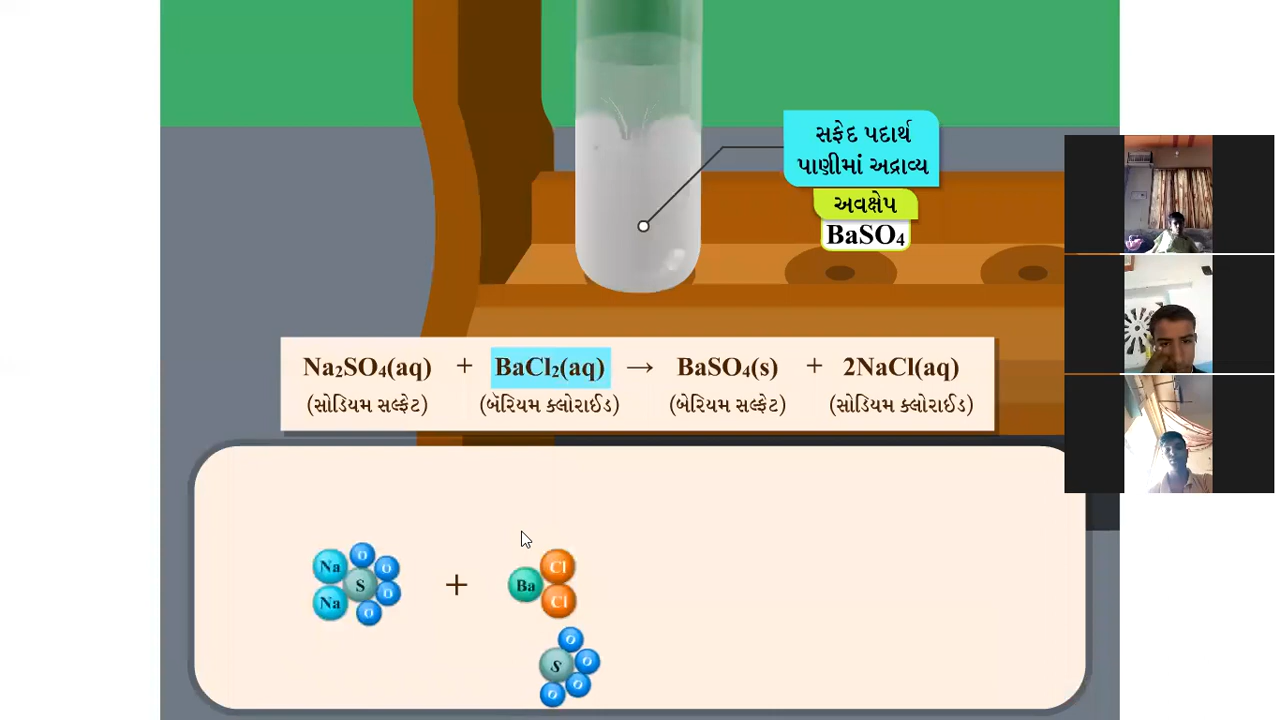 સફેદ પદાર્થ
પાણીમાં અદ્રાવ્ય
અવક્ષેપ
BaSO₄
Na₂SO₄(aq) + BaCl₂(aq) → BaSO₄(s) + 2NaCl(aq)
(સોડિયમ સલ્ફેટ) (બૅરિયમ ક્લોરાઈડ) (બેરિયમ સલ્ફેટ) (સોડિયમ ક્લોરાઈડ)
Na O O
S + Ba Cl
Na O O Cl
O
S O
O O